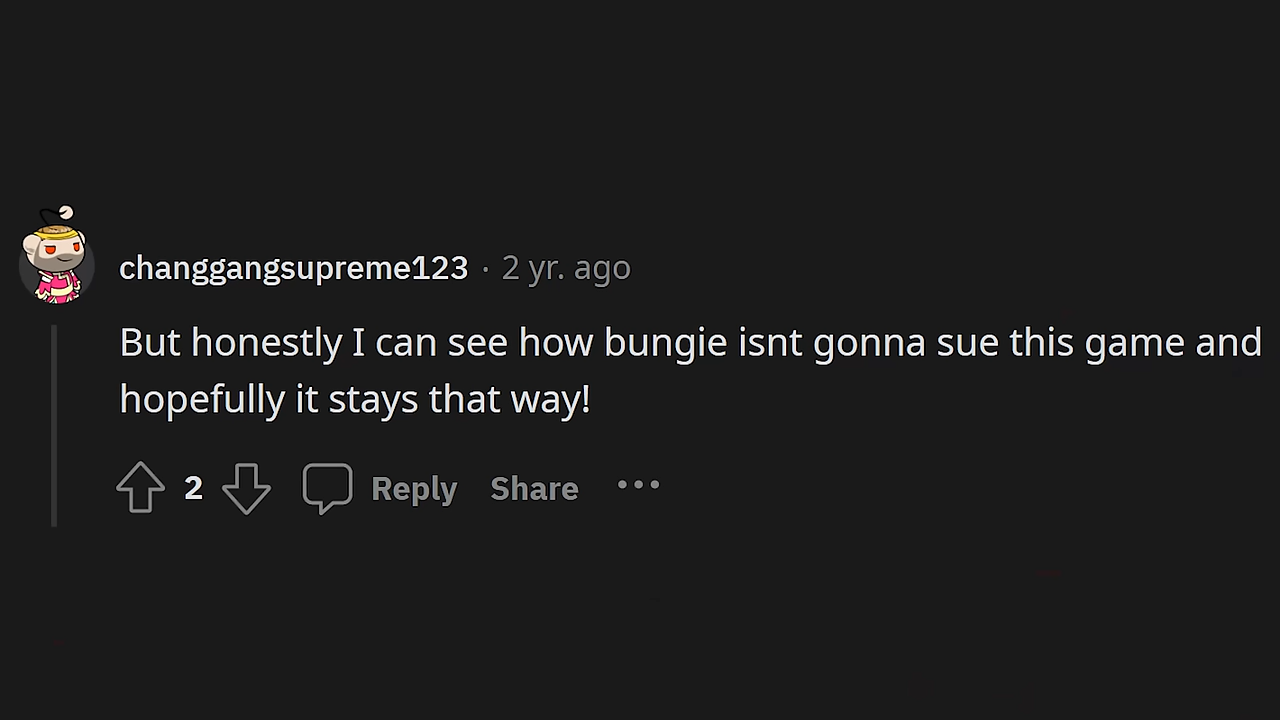 changgangsupreme123 · 2 yr. ago
But honestly I can see how bungie isnt gonna sue this game and
hopefully it stays that way!
2 Reply Share •••